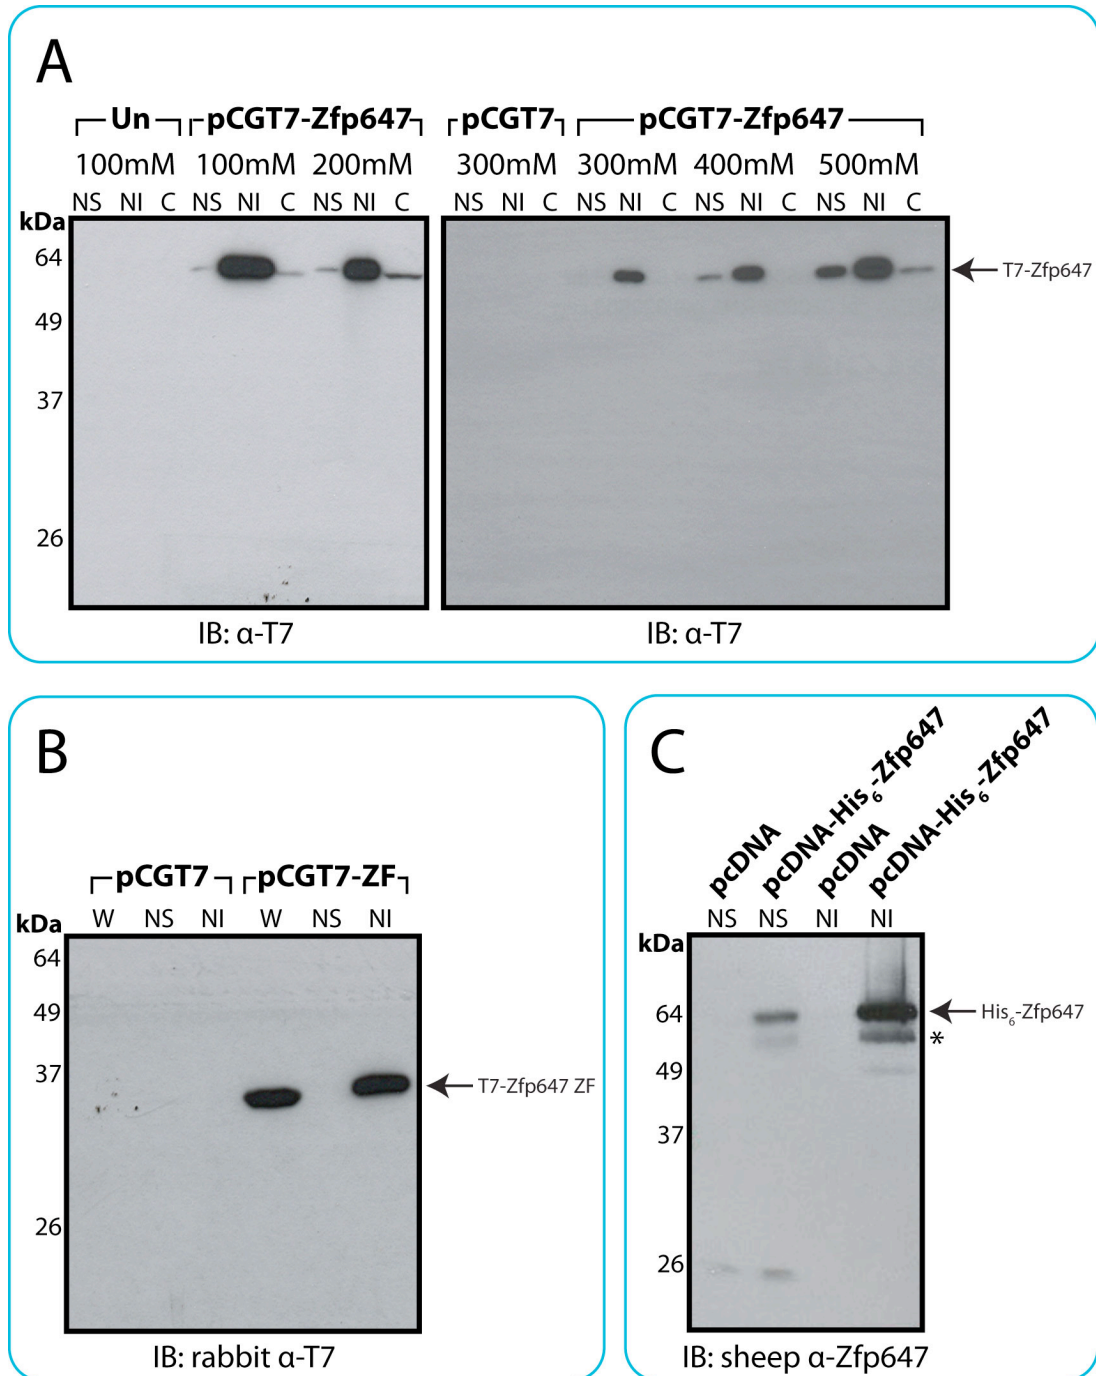 A
Un pCGT7-Zfp647 pCGT7 pCGT7-Zfp647
100mM 100mM 200mM 300mM 300mM 400mM 500mM
NS NI C NS NI C NS NI C NS NI C NS NI C NS NI C NS NI C
kDa
64
T7-Zfp647
49
37
26
IB: α-T7 IB: α-T7
B
pCGT7 pCGT7-ZF
W NS NI W NS NI
kDa
64
49
37
T7-Zfp647 ZF
26
IB: rabbit α-T7
C
pcDNA pcDNA-His6-Zfp647 pcDNA pcDNA-His6-Zfp647
NS NS NI NI
kDa
64
His6-Zfp647
*
49
37
26
IB: sheep α-Zfp647